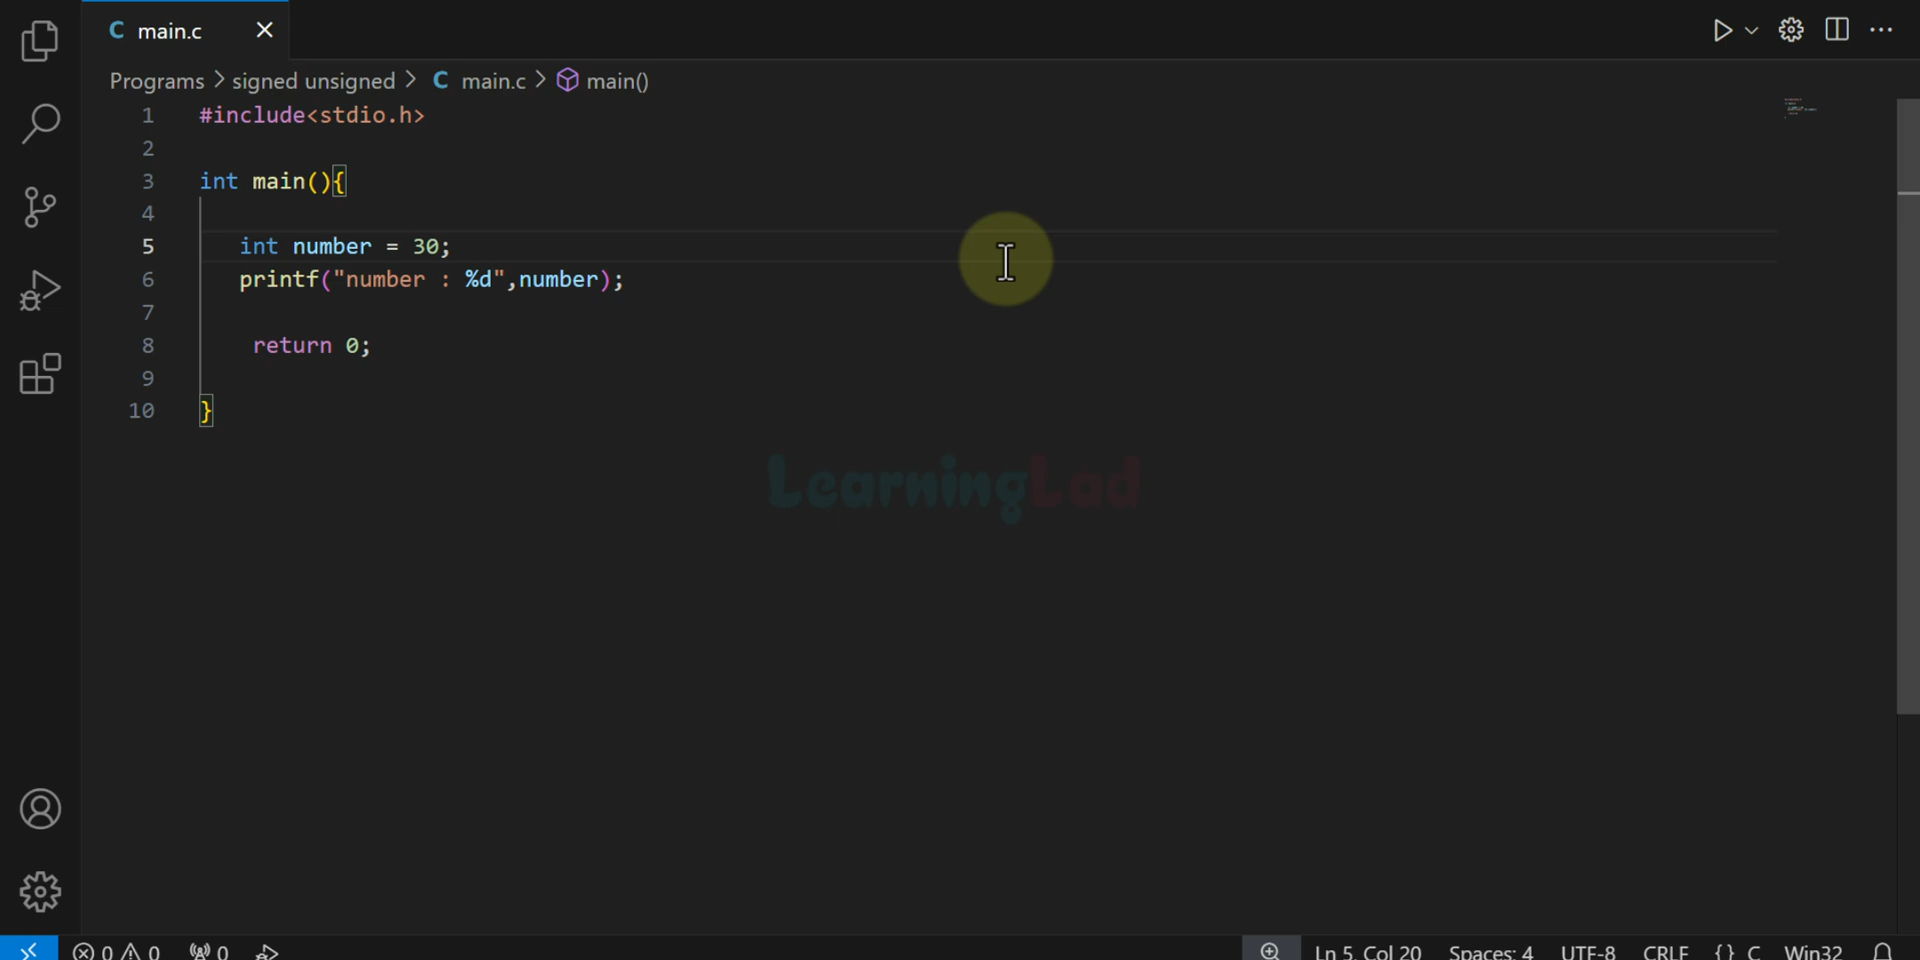 main.c
Programs > signed unsigned > C main.c > main()
1 #include<stdio.h>
2
3 int main(){
4
5 int number = 30;
6 printf("number : %d",number);
7
8 return 0;
9
10 }
LearningLad
0 0 0 Ln 5, Col 20 Spaces: 4 UTF-8 CRLF {} C Win32